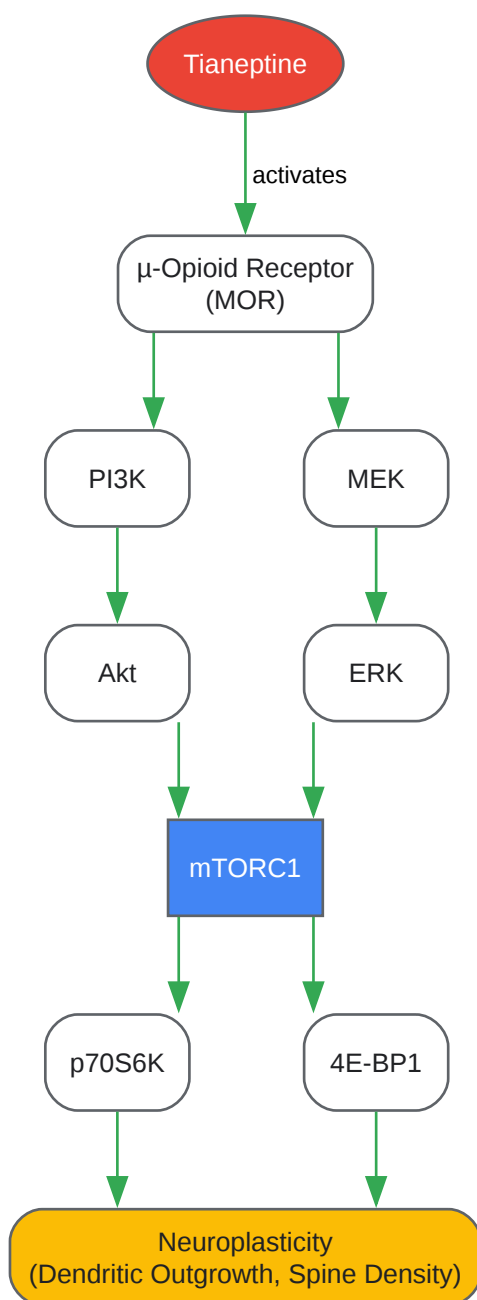 Tianeptine
activates
µ-Opioid Receptor
(MOR)
PI3K
MEK
Akt
ERK
mTORC1
p70S6K
4E-BP1
Neuroplasticity
(Dendritic Outgrowth, Spine Density)